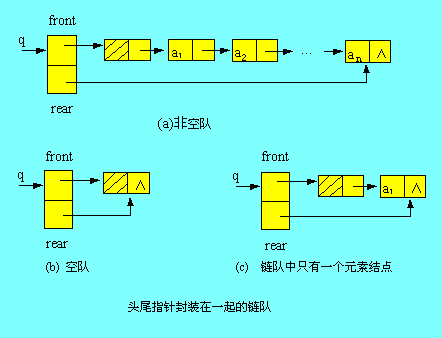 front
q
a1 a2 … an ∧
rear
(a)非空队
front
q
∧
rear
(b) 空队
front
q
a1 ∧
rear
(c) 链队中只有一个元素结点
头尾指针封装在一起的链队